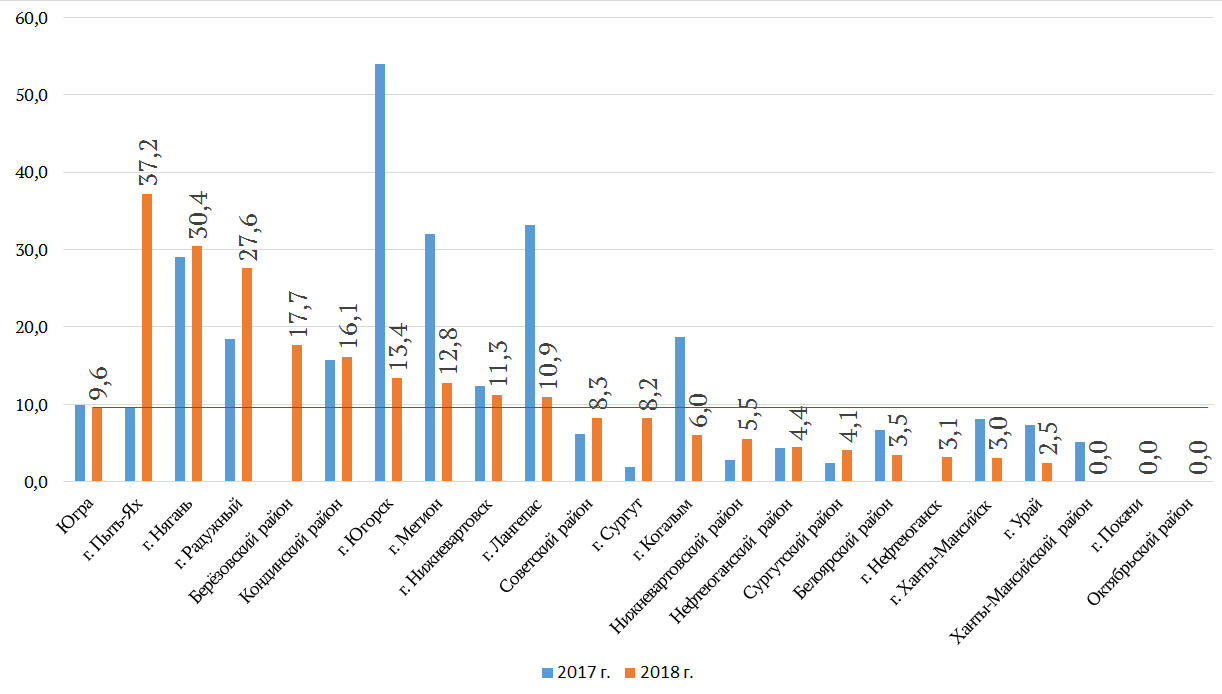 60,0
50,0
40,0
30,0
20,0
10,0
0,0
9,6
37,2
30,4
27,6
17,7
16,1
13,4
12,8
11,3
10,9
8,3
8,2
6,0
5,5
4,4
4,1
3,5
3,1
3,0
2,5
0,0
0,0
0,0
Югра
г. Пыть-Ях
г. Нягань
г. Радужный
Берёзовский район
Кондинский район
г. Югорск
г. Мегион
г. Нижневартовск
г. Лангепас
Советский район
г. Сургут
г. Когалым
Нижневартовский район
Нефтеюганский район
Сургутский район
Белоярский район
г. Нефтеюганск
г. Ханты-Мансийск
г. Урай
Ханты-Мансийский район
г. Покачи
Октябрьский район
2017 г.
2018 г.